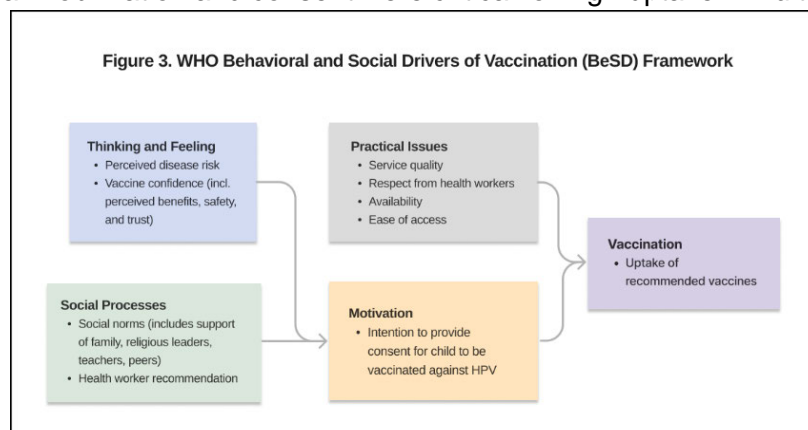 Figure 3. WHO Behavioral and Social Drivers of Vaccination (BeSD) Framework
Thinking and Feeling
• Perceived disease risk
• Vaccine confidence (incl.
perceived benefits, safety,
and trust)
Social Processes
• Social norms (includes support
of family, religious leaders,
teachers, peers)
• Health worker recommendation
Practical Issues
• Service quality
• Respect from health workers
• Availability
• Ease of access
Motivation
• Intention to provide
consent for child to be
vaccinated against HPV
Vaccination
• Uptake of
recommended vaccines